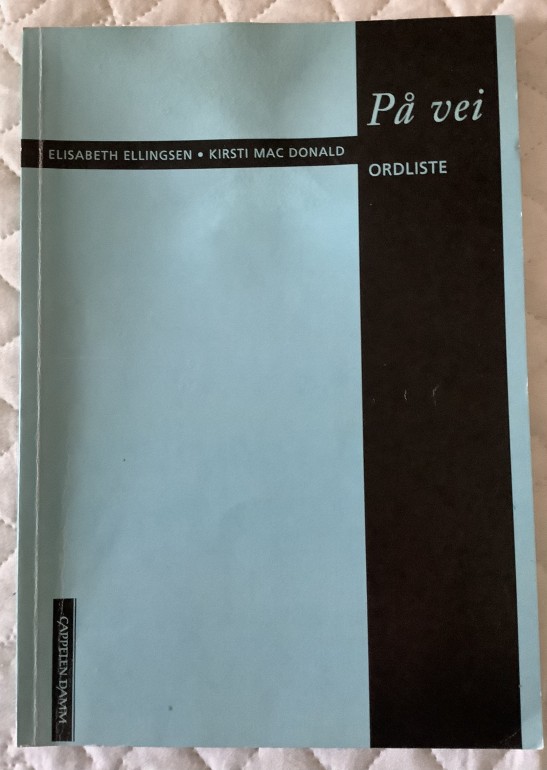 På vei
ELISABETH ELLINGSEN • KIRSTI MAC DONALD
ORDLISTE
CAPPELEN DAMM